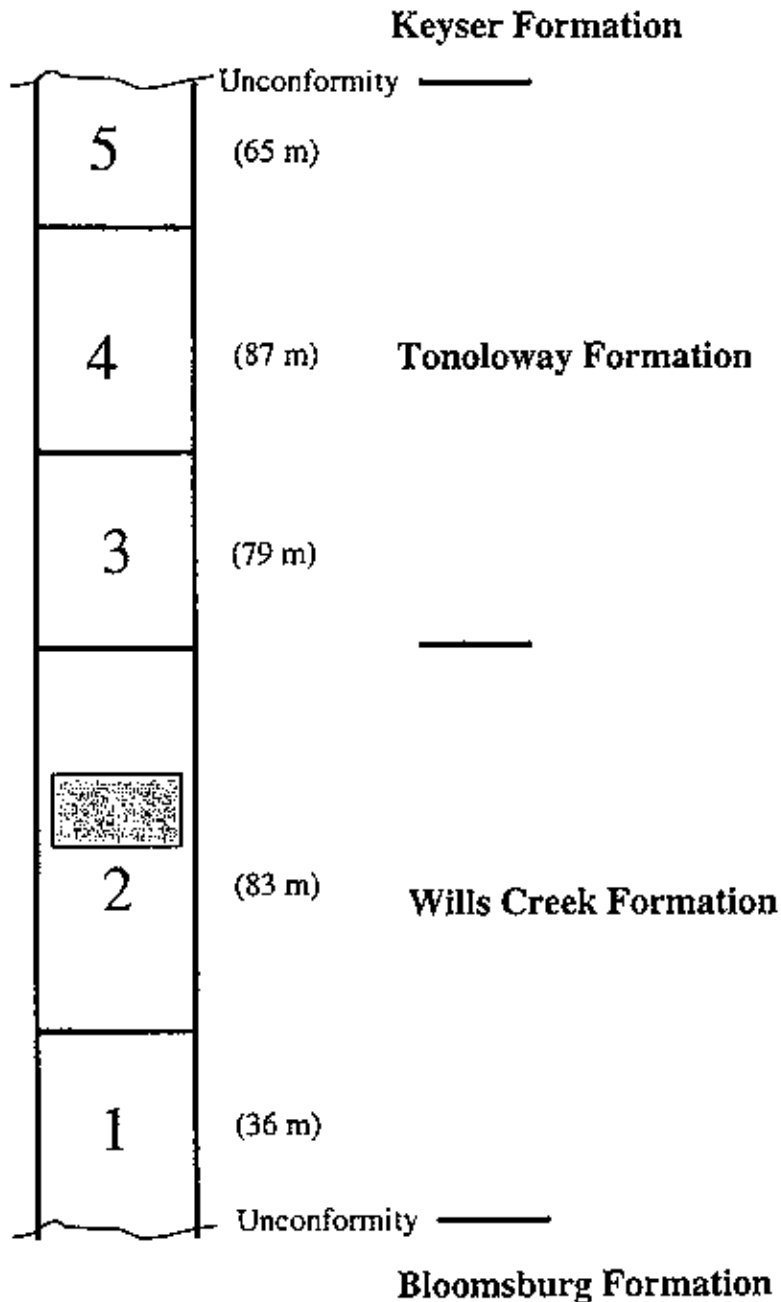 Keyser Formation
Unconformity
5 (65 m)
4 (87 m) Tonoloway Formation
3 (79 m)
2 (83 m) Wills Creek Formation
1 (36 m)
Unconformity
Bloomsburg Formation